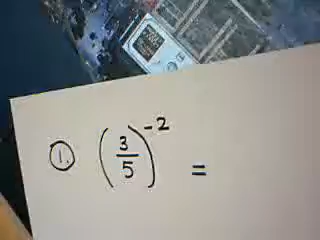 1. (3/5)^-2 =